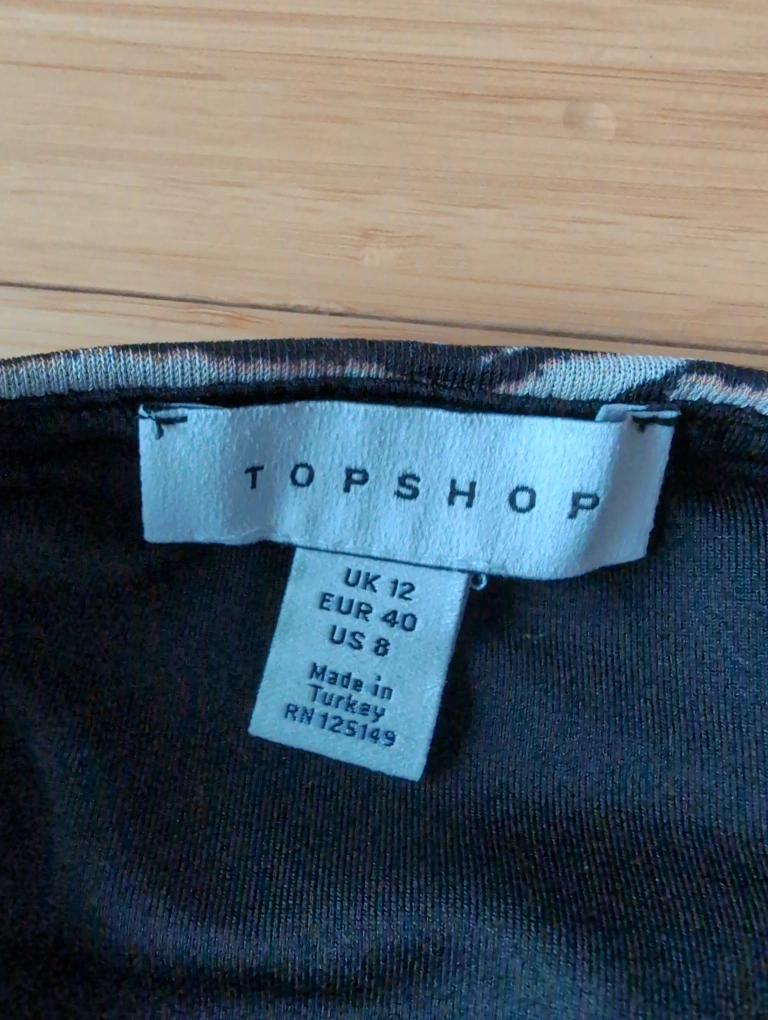 TOPSHOP
UK 12
EUR 40
US 8
Made in
Turkey
RN 125149